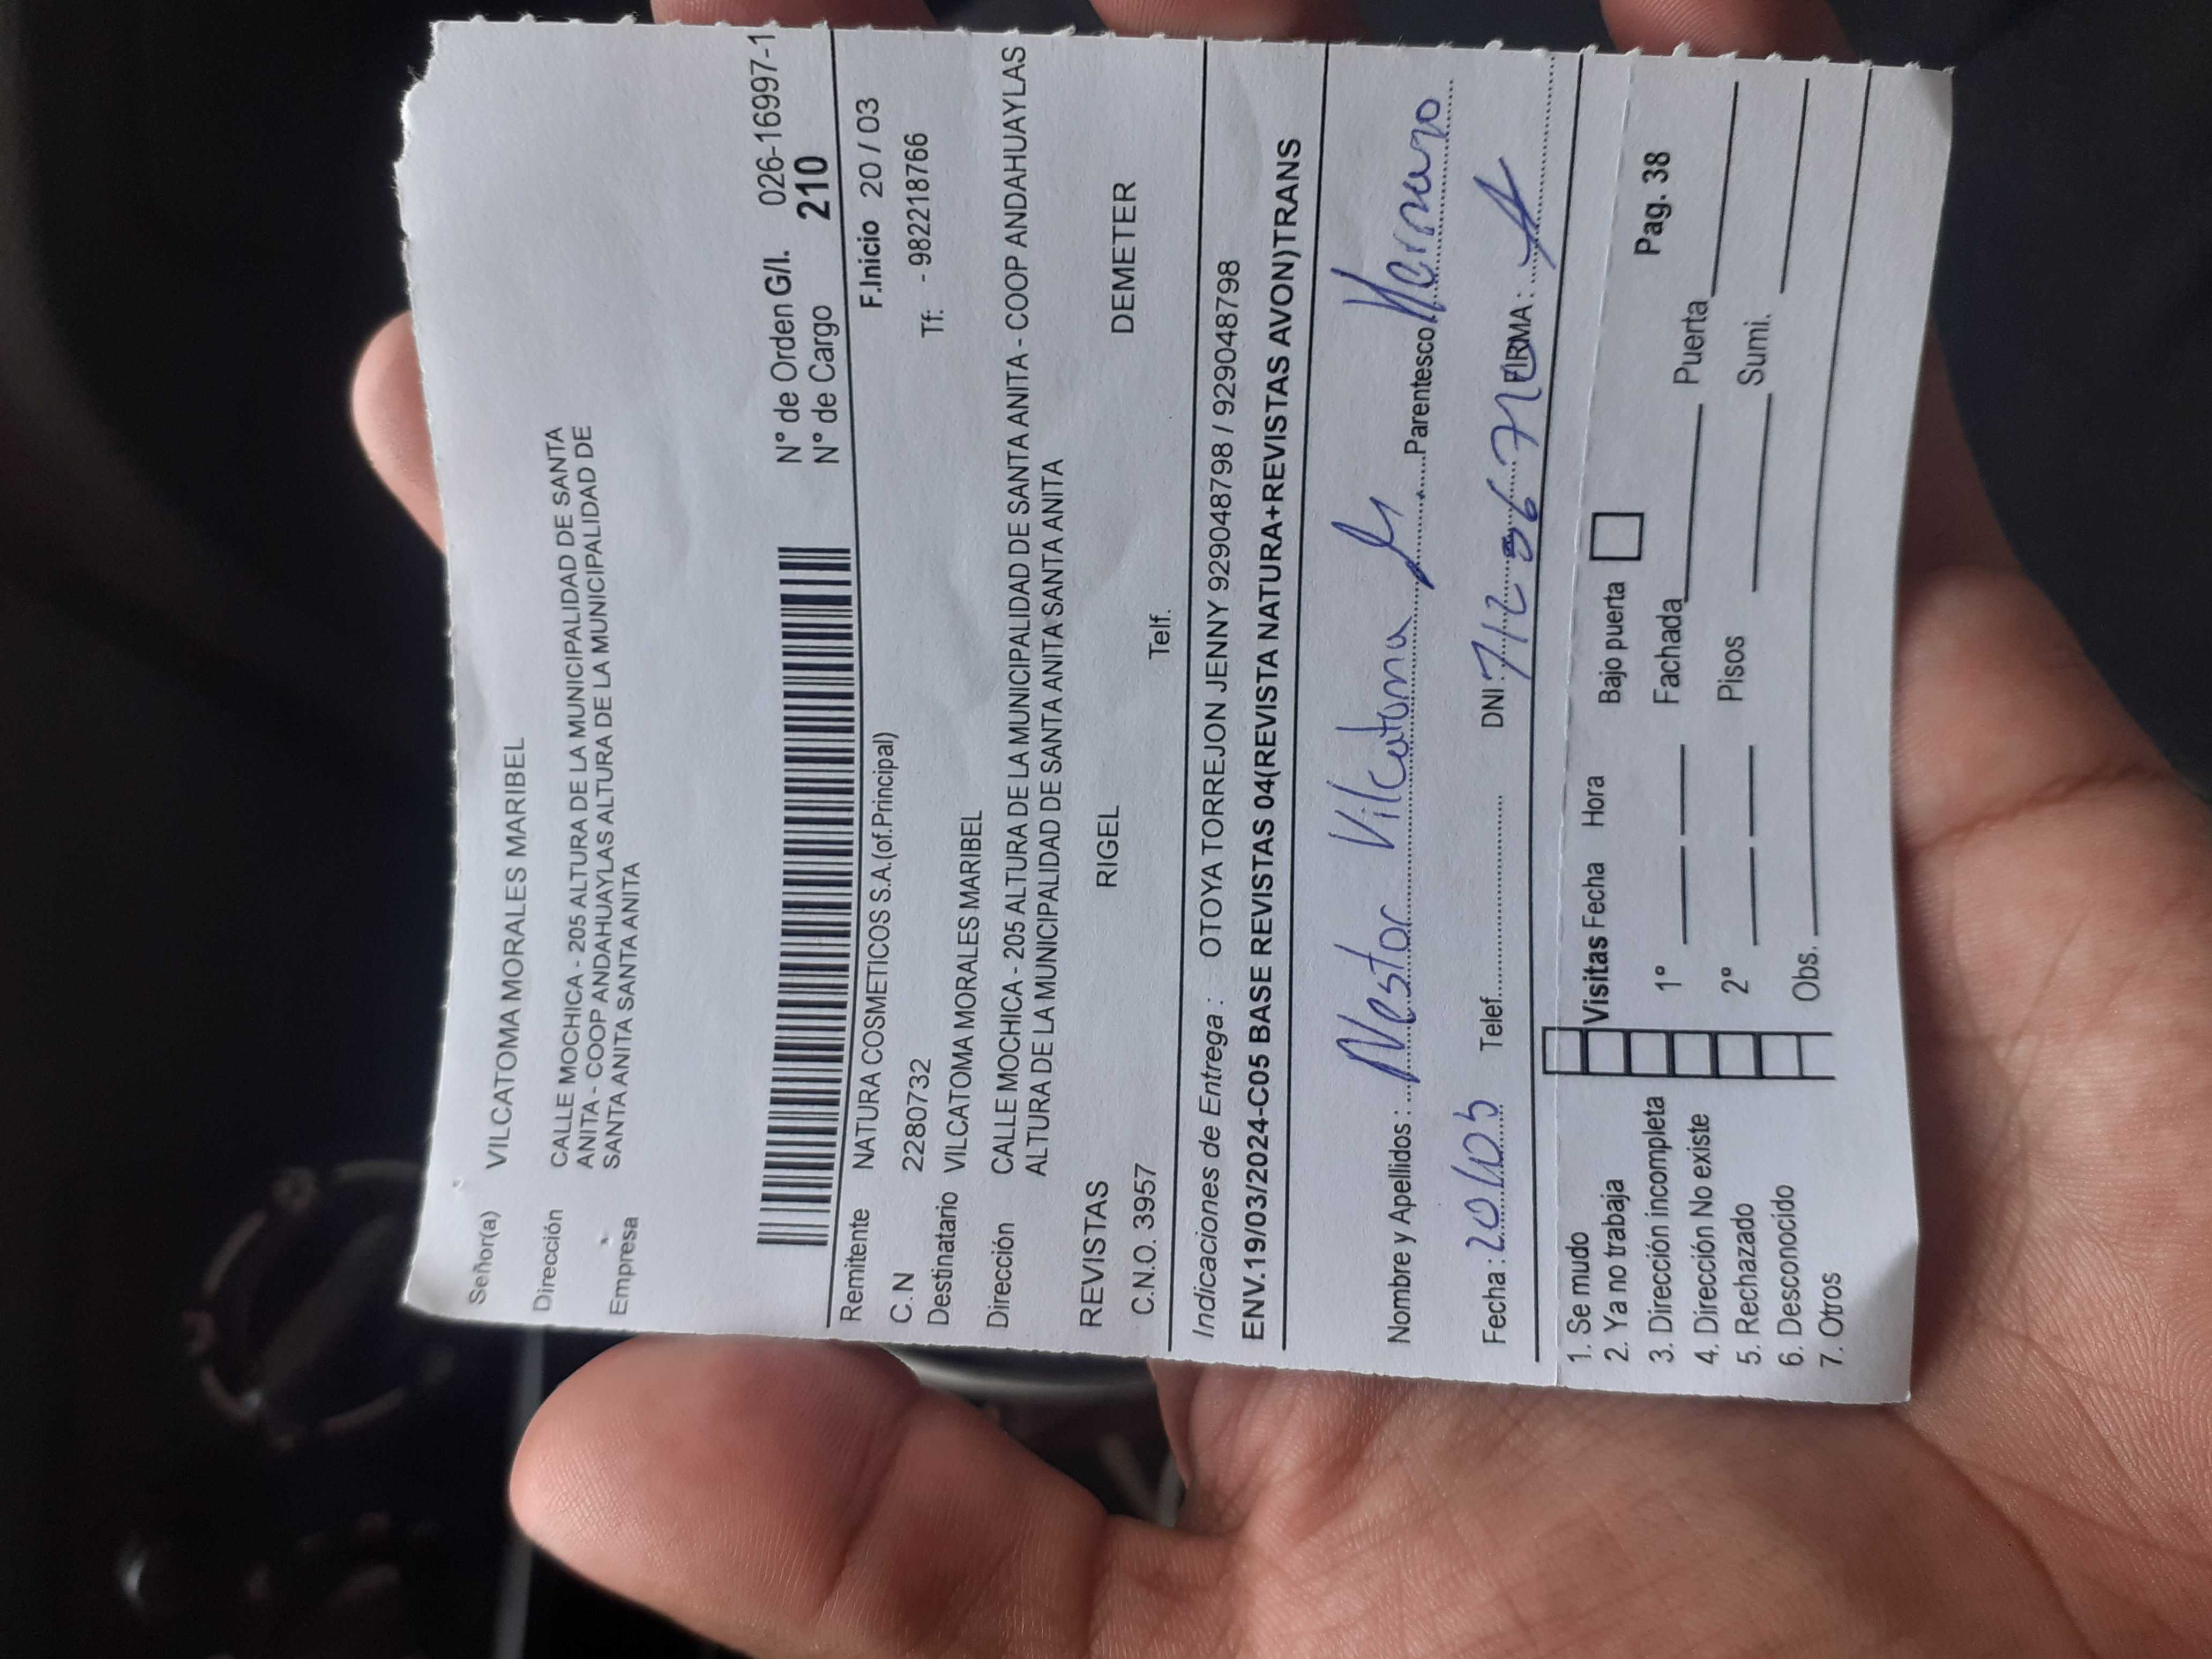 Señor(a) VILCATOMA MORALES MARIBEL
Dirección CALLE MOCHICA - 205 ALTURA DE LA MUNICIPALIDAD DE SANTA
ANITA - COOP ANDAHUAYLAS ALTURA DE LA MUNICIPALIDAD DE
Empresa SANTA ANITA SANTA ANITA
N° de Orden G/I. 026-16997-1
N° de Cargo 210
Remitente NATURA COSMETICOS S.A.(of.Principal) F.Inicio 20 / 03
C.N 2280732 Tf: - 982218766
Destinatario VILCATOMA MORALES MARIBEL
Dirección CALLE MOCHICA - 205 ALTURA DE LA MUNICIPALIDAD DE SANTA ANITA - COOP ANDAHUAYLAS
ALTURA DE LA MUNICIPALIDAD DE SANTA ANITA SANTA ANITA
REVISTAS RIGEL DEMETER
C.N.O. 3957 Telf.
Indicaciones de Entrega : OTOYA TORREJON JENNY 929048798 / 929048798
ENV.19/03/2024-C05 BASE REVISTAS 04(REVISTA NATURA+REVISTAS AVON)TRANS
Nombre y Apellidos : Nestor Vilcatoma M Parentesco Hermano
Fecha : 20/03 Telef. DNI FIRMA :
1. Se mudo
2. Ya no trabaja Visitas Fecha Hora Bajo puerta
3. Dirección incompleta 1° Fachada Puerta Pag. 38
4. Dirección No existe
5. Rechazado 2° Pisos Sumi.
6. Desconocido
7. Otros Obs.